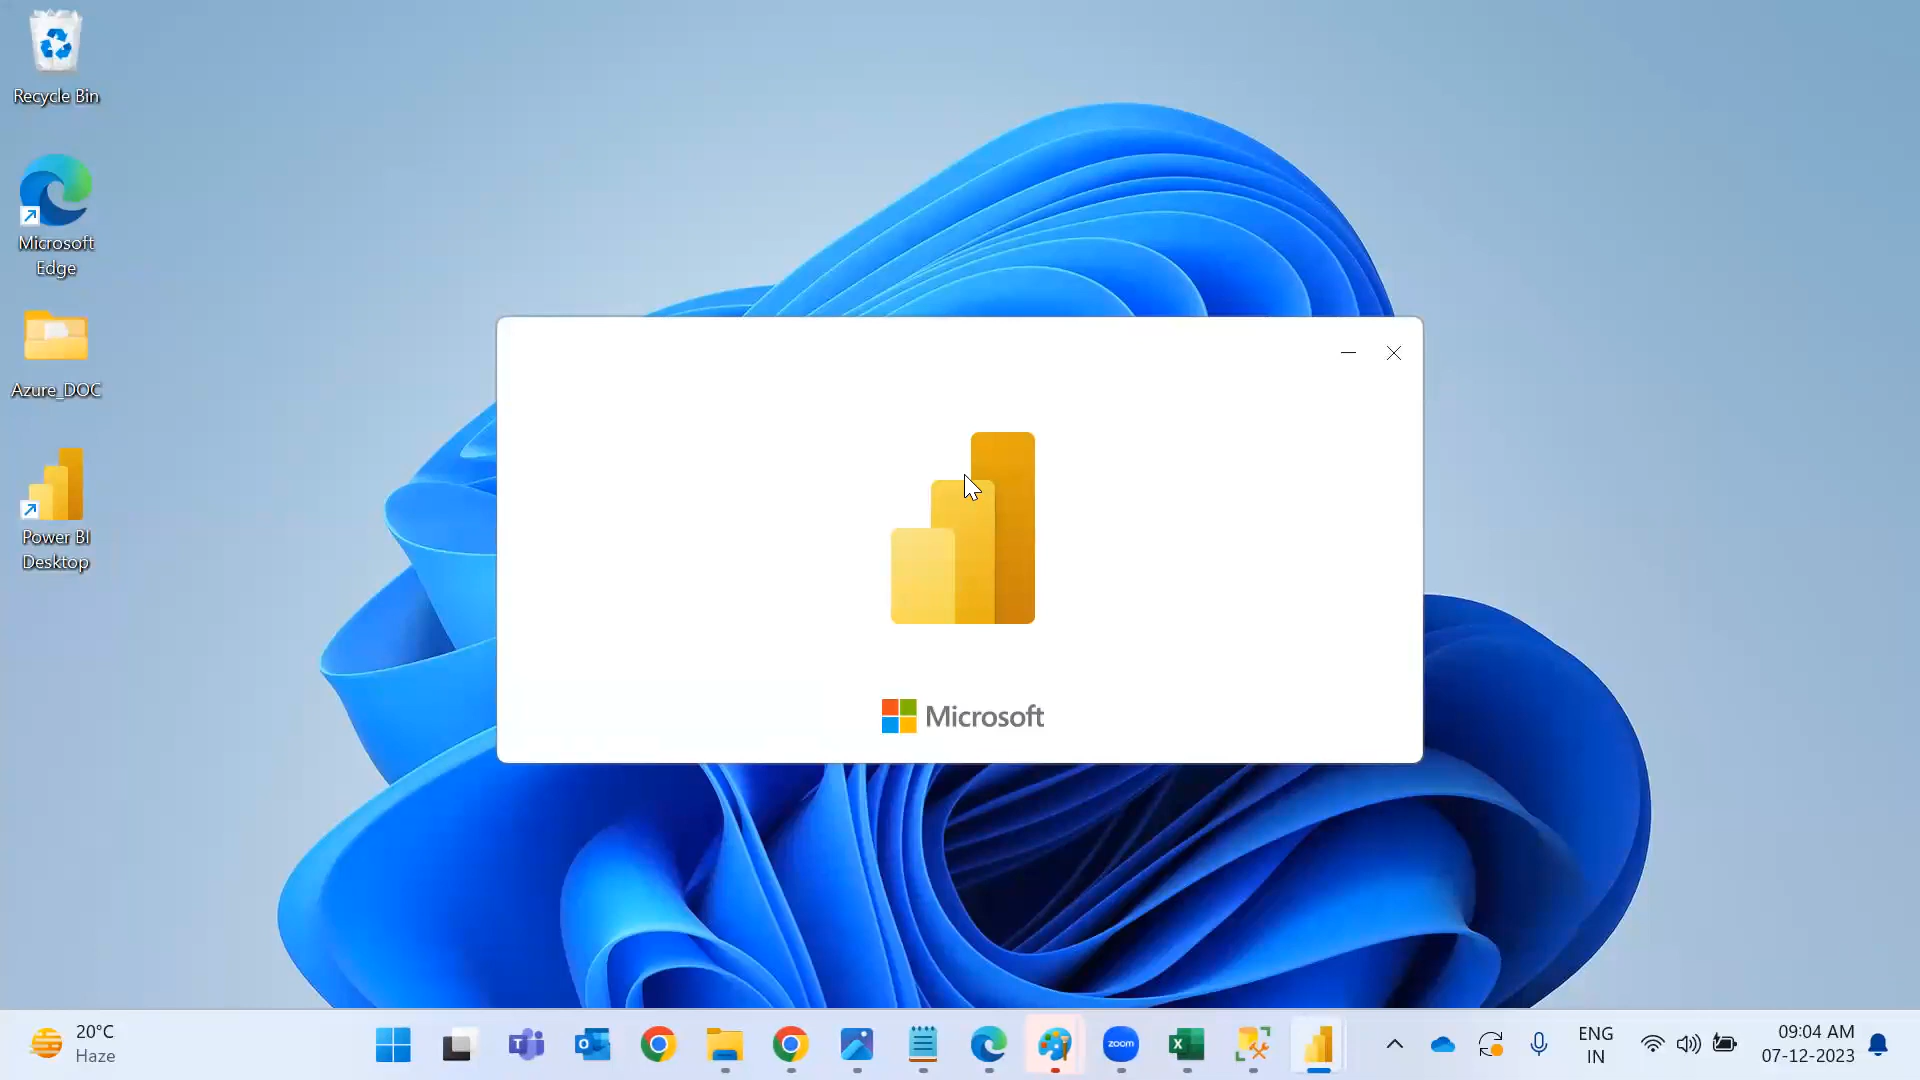 Recycle Bin
Microsoft
Edge
Azure_DOC
Power BI
Desktop
Microsoft
20°C
Haze
T
O
zoom
X
ENG
IN
09:04 AM
07-12-2023